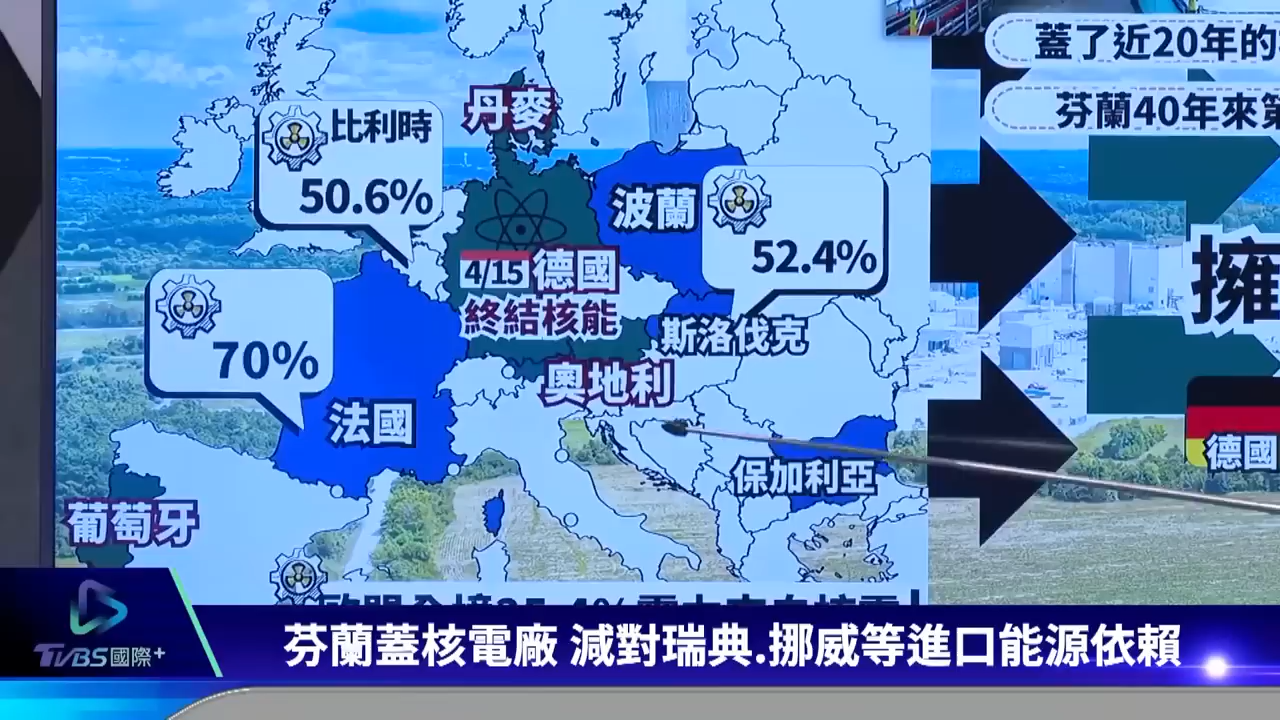 蓋了近20年的
芬蘭40年來第
丹麥
比利時
50.6%
波蘭
52.4%
4/15 德國
終結核能
斯洛伐克
70%
奧地利
法國
擁
保加利亞
德國
葡萄牙
TVBS國際+
芬蘭蓋核電廠 減對瑞典.挪威等進口能源依賴